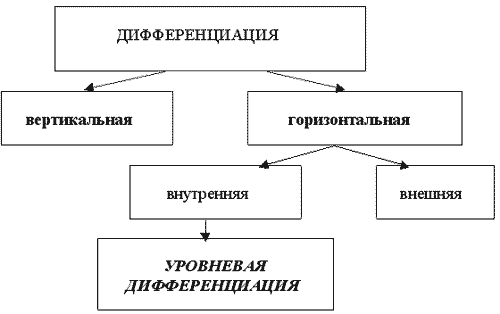 ДИФФЕРЕНЦИАЦИЯ
вертикальная
горизонтальная
внутренняя
внешняя
УРОВНЕВАЯ
ДИФФЕРЕНЦИАЦИЯ